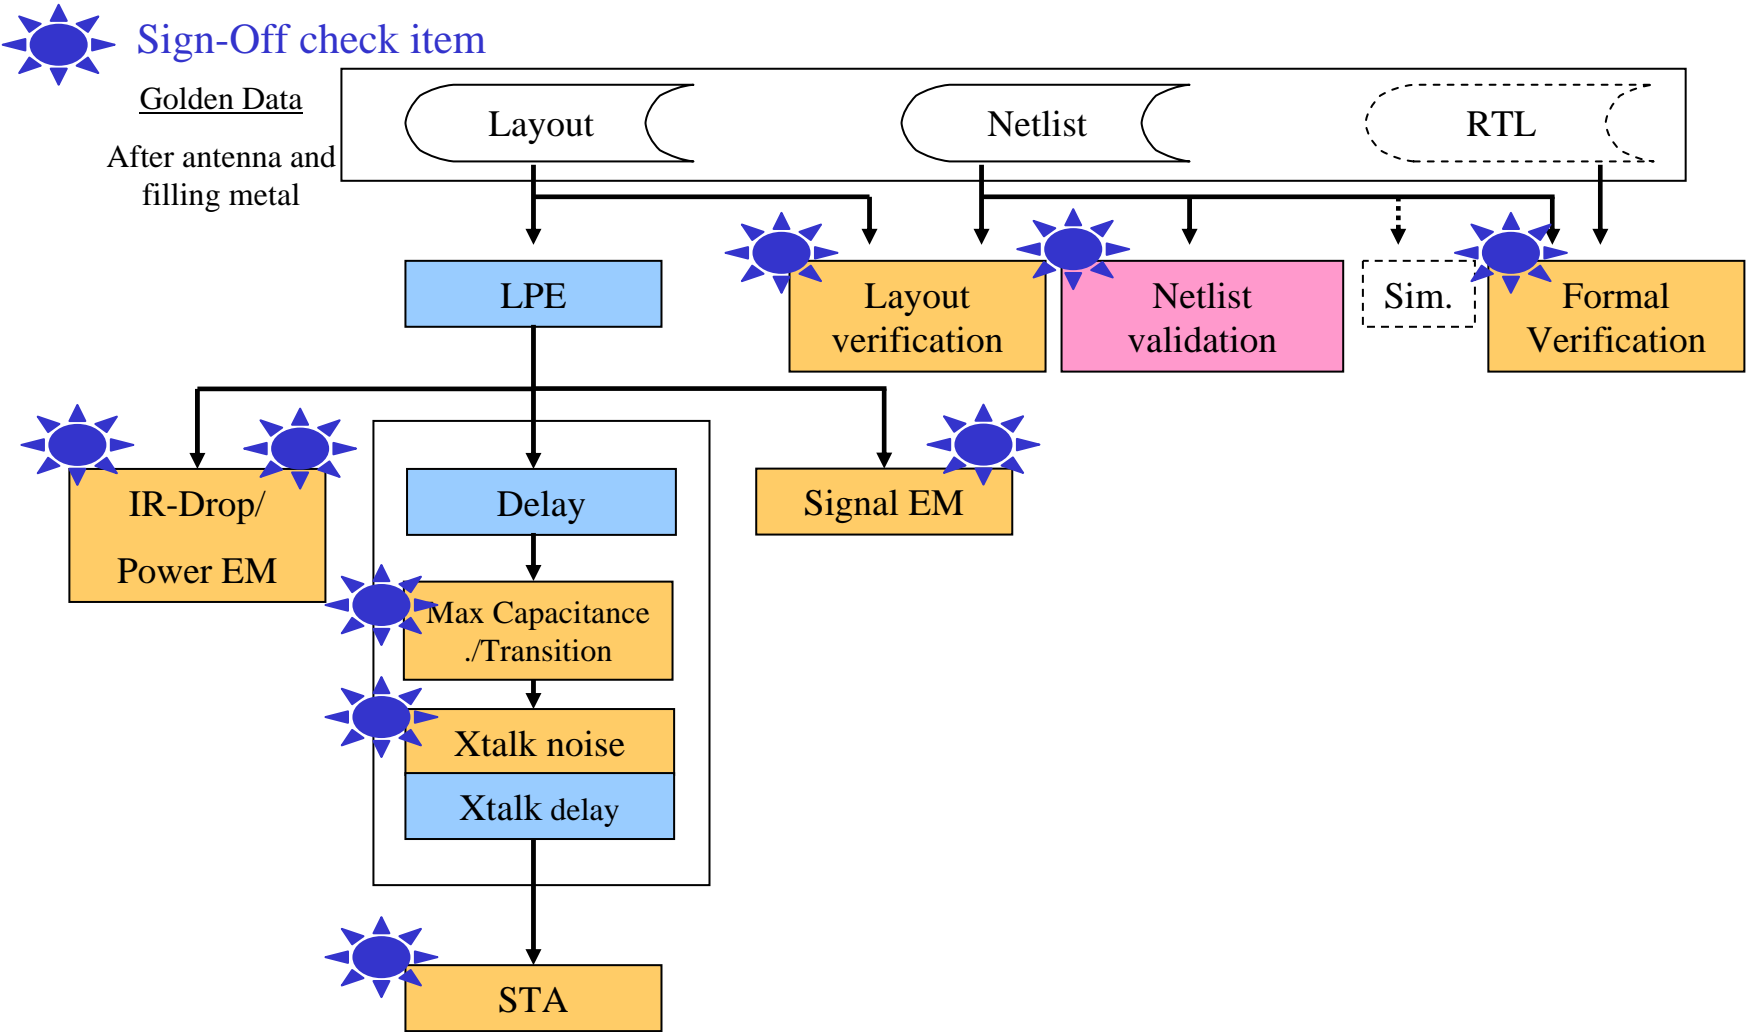 Sign-Off check item
Golden Data
After antenna and
filling metal
Layout
Netlist
RTL
LPE
Layout
verification
Netlist
validation
Sim.
Formal
Verification
IR-Drop/
Power EM
Delay
Signal EM
Max Capacitance
./Transition
Xtalk noise
Xtalk delay
STA